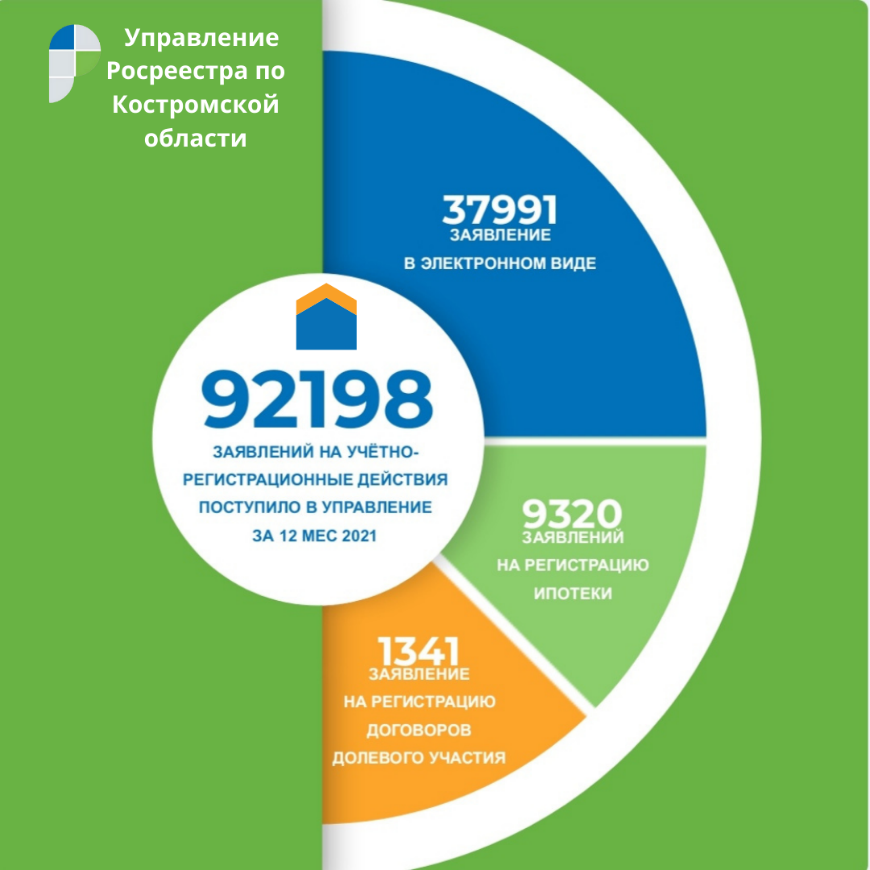 Управление
Росреестра по
Костромской
области
37991
ЗАЯВЛЕНИЕ
В ЭЛЕКТРОННОМ ВИДЕ
92198
ЗАЯВЛЕНИЙ НА УЧЁТНО-
РЕГИСТРАЦИОННЫЕ ДЕЙСТВИЯ
ПОСТУПИЛО В УПРАВЛЕНИЕ
ЗА 12 МЕС 2021
9320
ЗАЯВЛЕНИЙ
НА РЕГИСТРАЦИЮ
ИПОТЕКИ
1341
ЗАЯВЛЕНИЕ
НА РЕГИСТРАЦИЮ
ДОГОВОРОВ
ДОЛЕВОГО УЧАСТИЯ